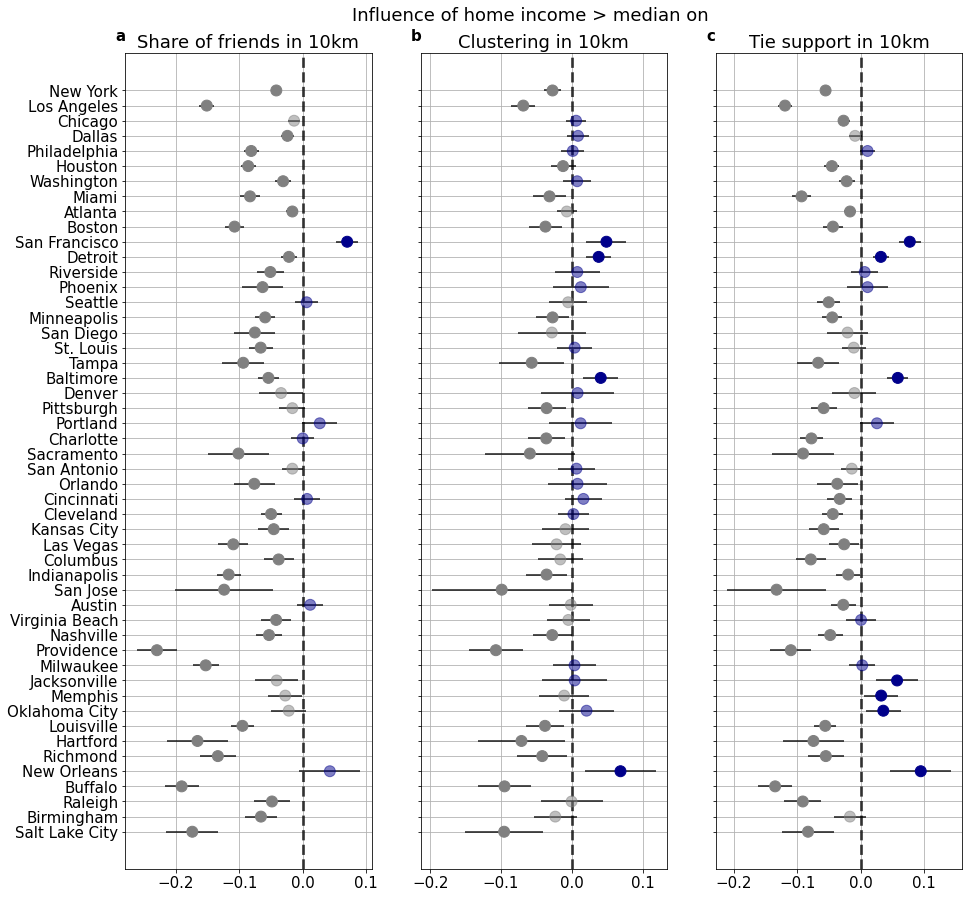 Influence of home income > median on
a Share of friends in 10km
b Clustering in 10km
c Tie support in 10km
New York
Los Angeles
Chicago
Dallas
Philadelphia
Houston
Washington
Miami
Atlanta
Boston
San Francisco
Detroit
Riverside
Phoenix
Seattle
Minneapolis
San Diego
St. Louis
Tampa
Baltimore
Denver
Pittsburgh
Portland
Charlotte
Sacramento
San Antonio
Orlando
Cincinnati
Cleveland
Kansas City
Las Vegas
Columbus
Indianapolis
San Jose
Austin
Virginia Beach
Nashville
Providence
Milwaukee
Jacksonville
Memphis
Oklahoma City
Louisville
Hartford
Richmond
New Orleans
Buffalo
Raleigh
Birmingham
Salt Lake City
−0.2 −0.1 0.0 0.1
−0.2 −0.1 0.0 0.1
−0.2 −0.1 0.0 0.1